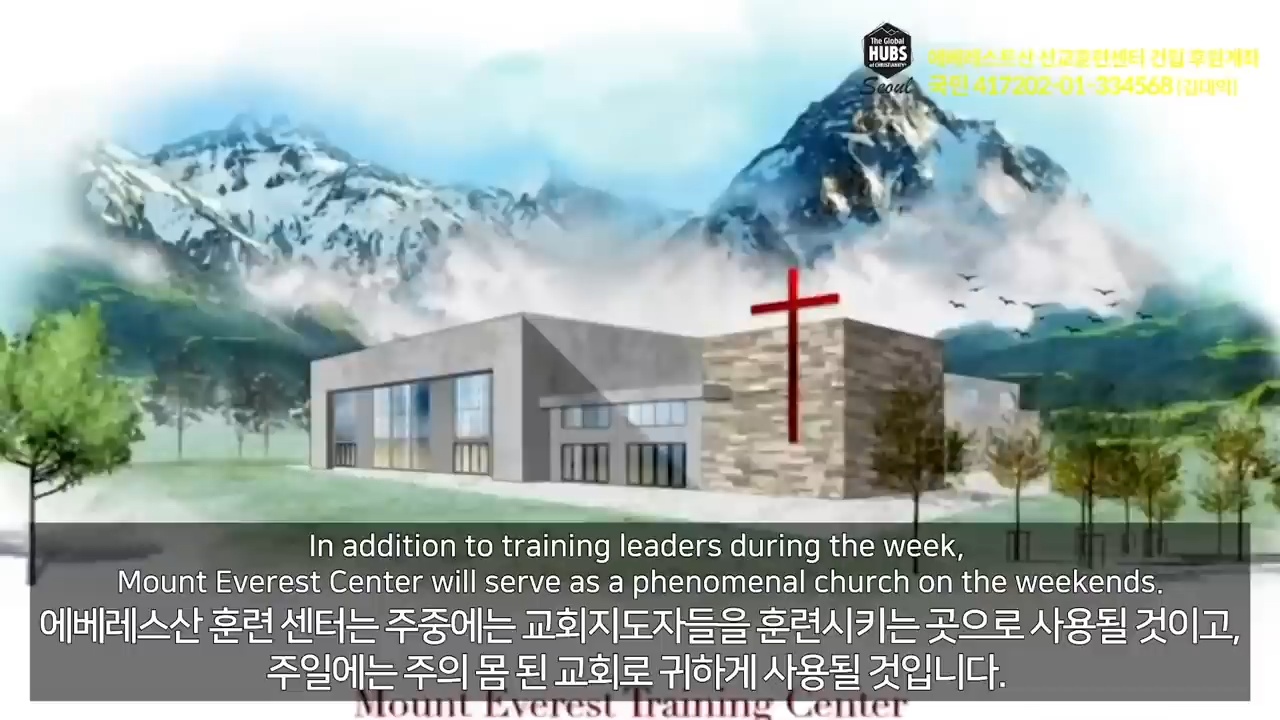 The Global
HUBS
of CHRISTIANITY
Seoul
에베레스트산 선교훈련센터 건립 후원계좌
국민 417202-01-334568 (김대역)
In addition to training leaders during the week,
Mount Everest Center will serve as a phenomenal church on the weekends.
에베레스산 훈련 센터는 주중에는 교회지도자들을 훈련시키는 곳으로 사용될 것이고,
주일에는 주의 몸 된 교회로 귀하게 사용될 것입니다.
Mount Everest Training Center